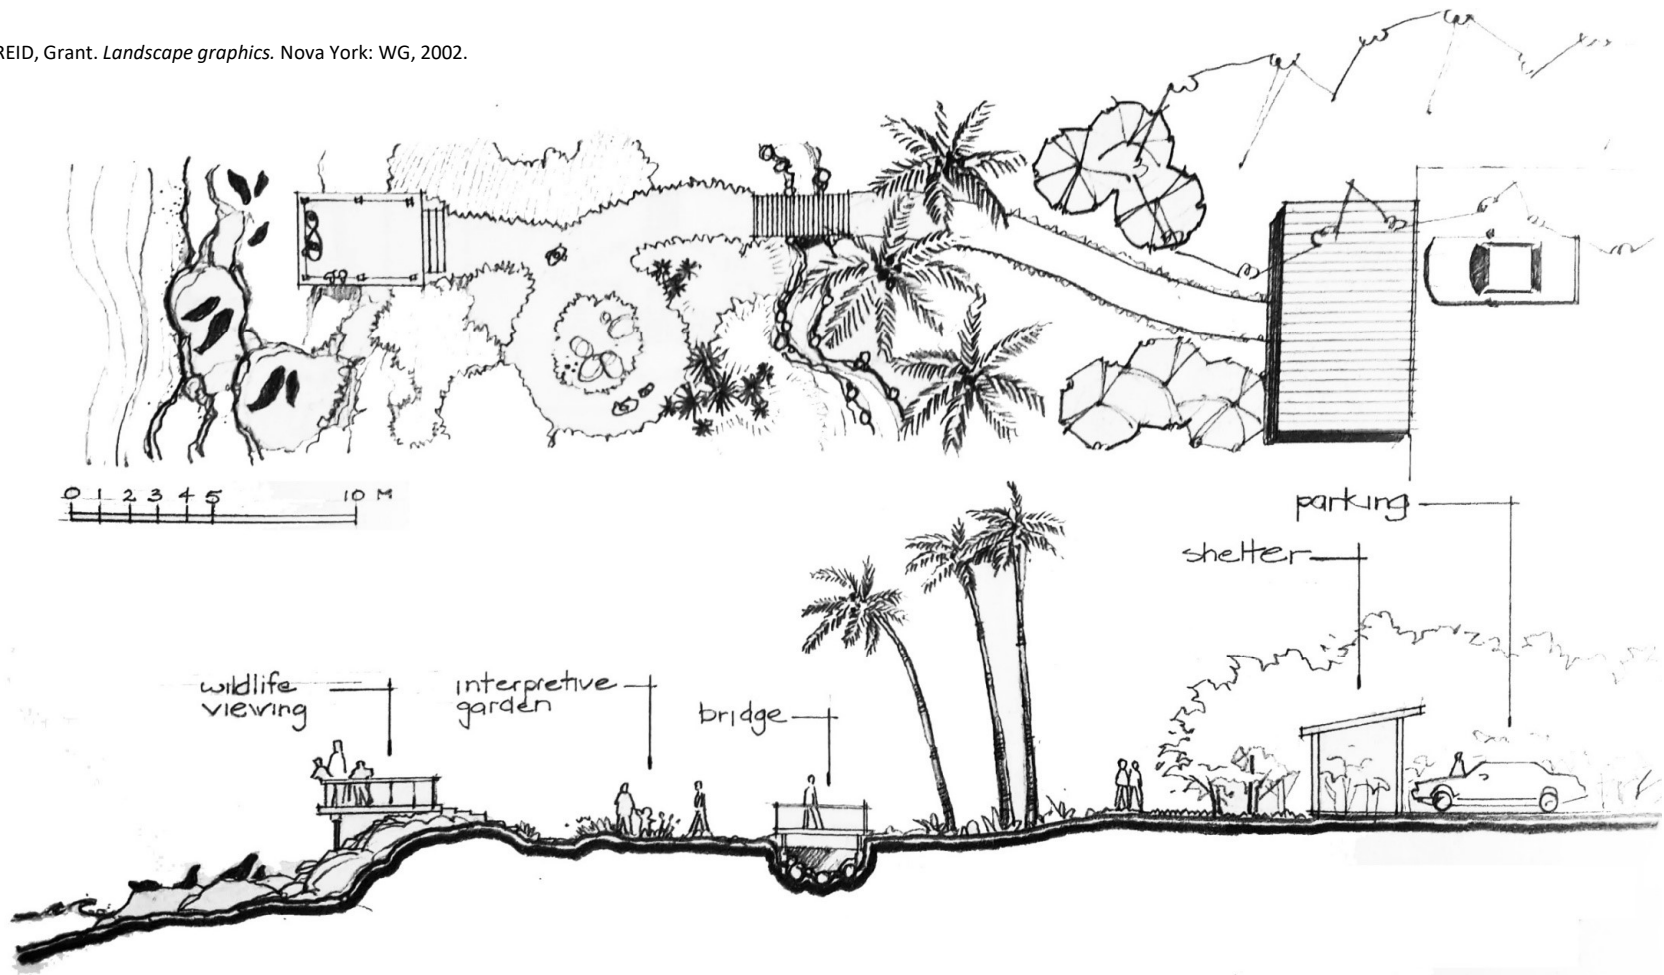 REID, Grant. Landscape graphics. Nova York: WG, 2002.
0 1 2 3 4 5 10 M
parking
shelter
wildlife
viewing
interpretive
garden
bridge